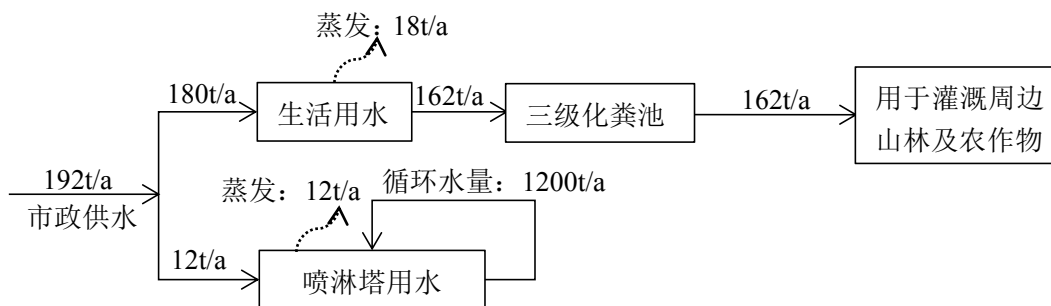 蒸发：18t/a
180t/a
生活用水
162t/a
三级化粪池
162t/a
用于灌溉周边
山林及农作物
192t/a
市政供水
蒸发：12t/a
循环水量：1200t/a
12t/a
喷淋塔用水